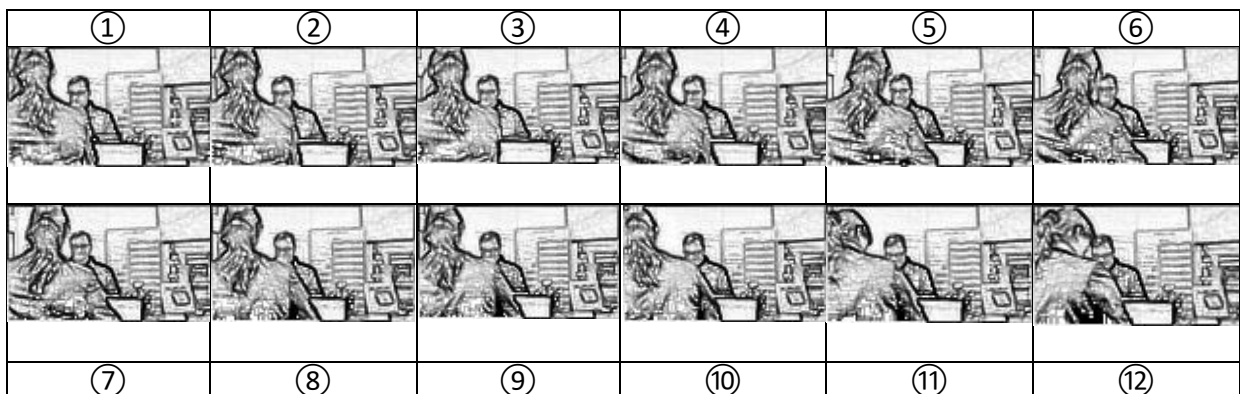 ① ② ③ ④ ⑤ ⑥
⑦ ⑧ ⑨ ⑩ ⑪ ⑫